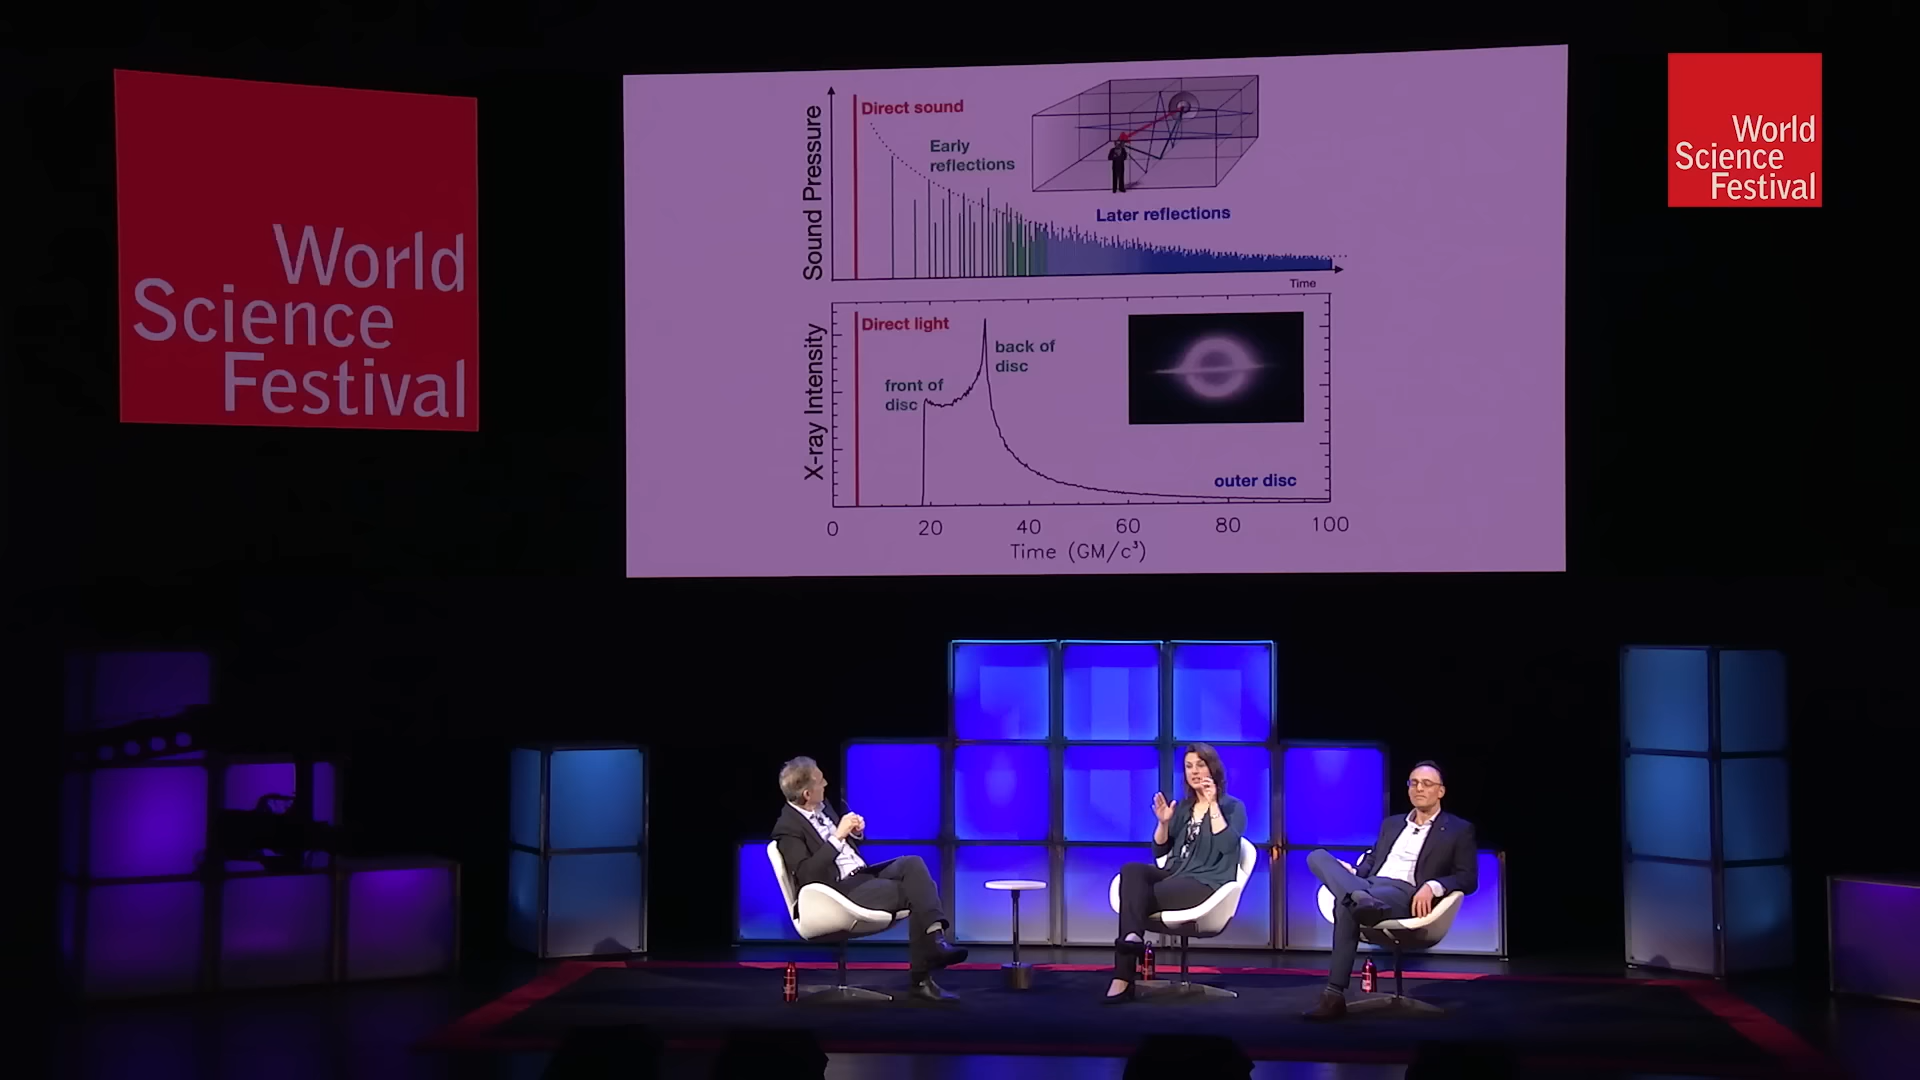 World
Science
Festival
World
Science
Festival
Sound Pressure
Direct sound
Early
reflections
Later reflections
Time
X-ray Intensity
Direct light
front of
disc
back of
disc
outer disc
0 20 40 60 80 100
Time (GM/c³)